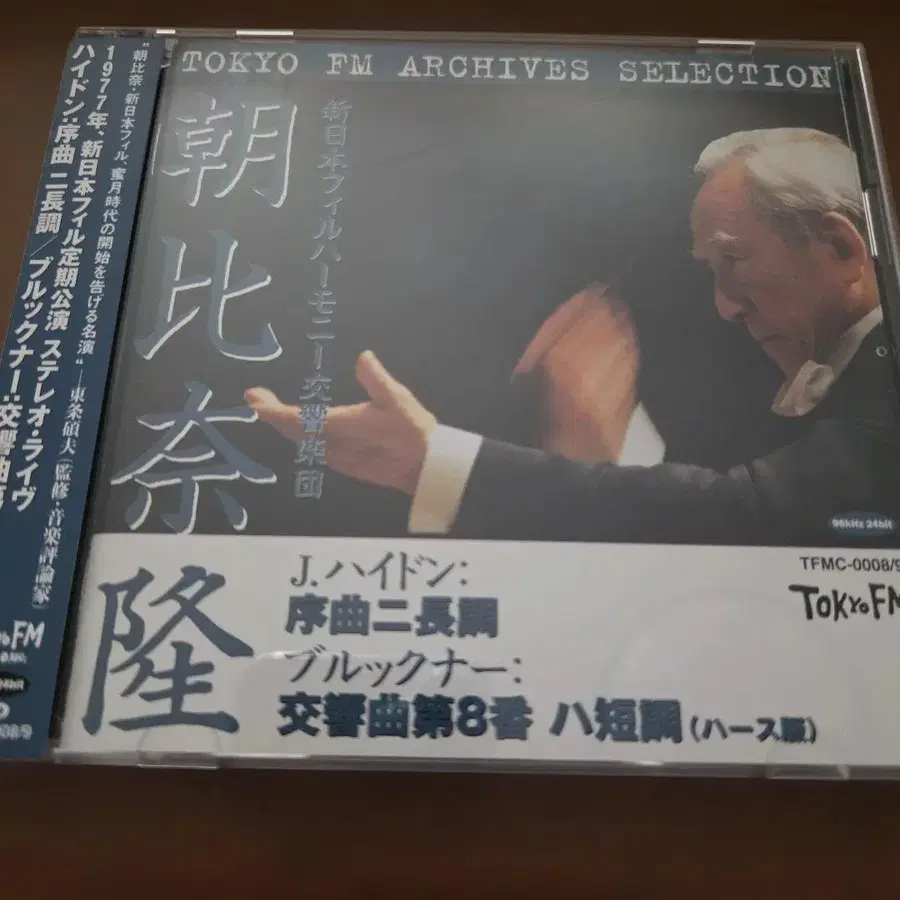 TOKYO FM ARCHIVES SELECTION
朝比奈隆
新日本フィルハーモニー交響楽団
96kHz 24bit
TFMC-0008/9
TOKYO FM
J.ハイドン:
序曲ニ長調
ブルックナー:
交響曲第8番 ハ短調(ハース版)
"朝比奈・新日本フィル、蜜月時代の開始を告げる名演"—東条碩夫(監修・音楽評論家)
1977年、新日本フィル定期公演 ステレオ・ライヴ
ハイドン:序曲 ニ長調/ブルックナー:交響曲第
FM
24bit
008/9